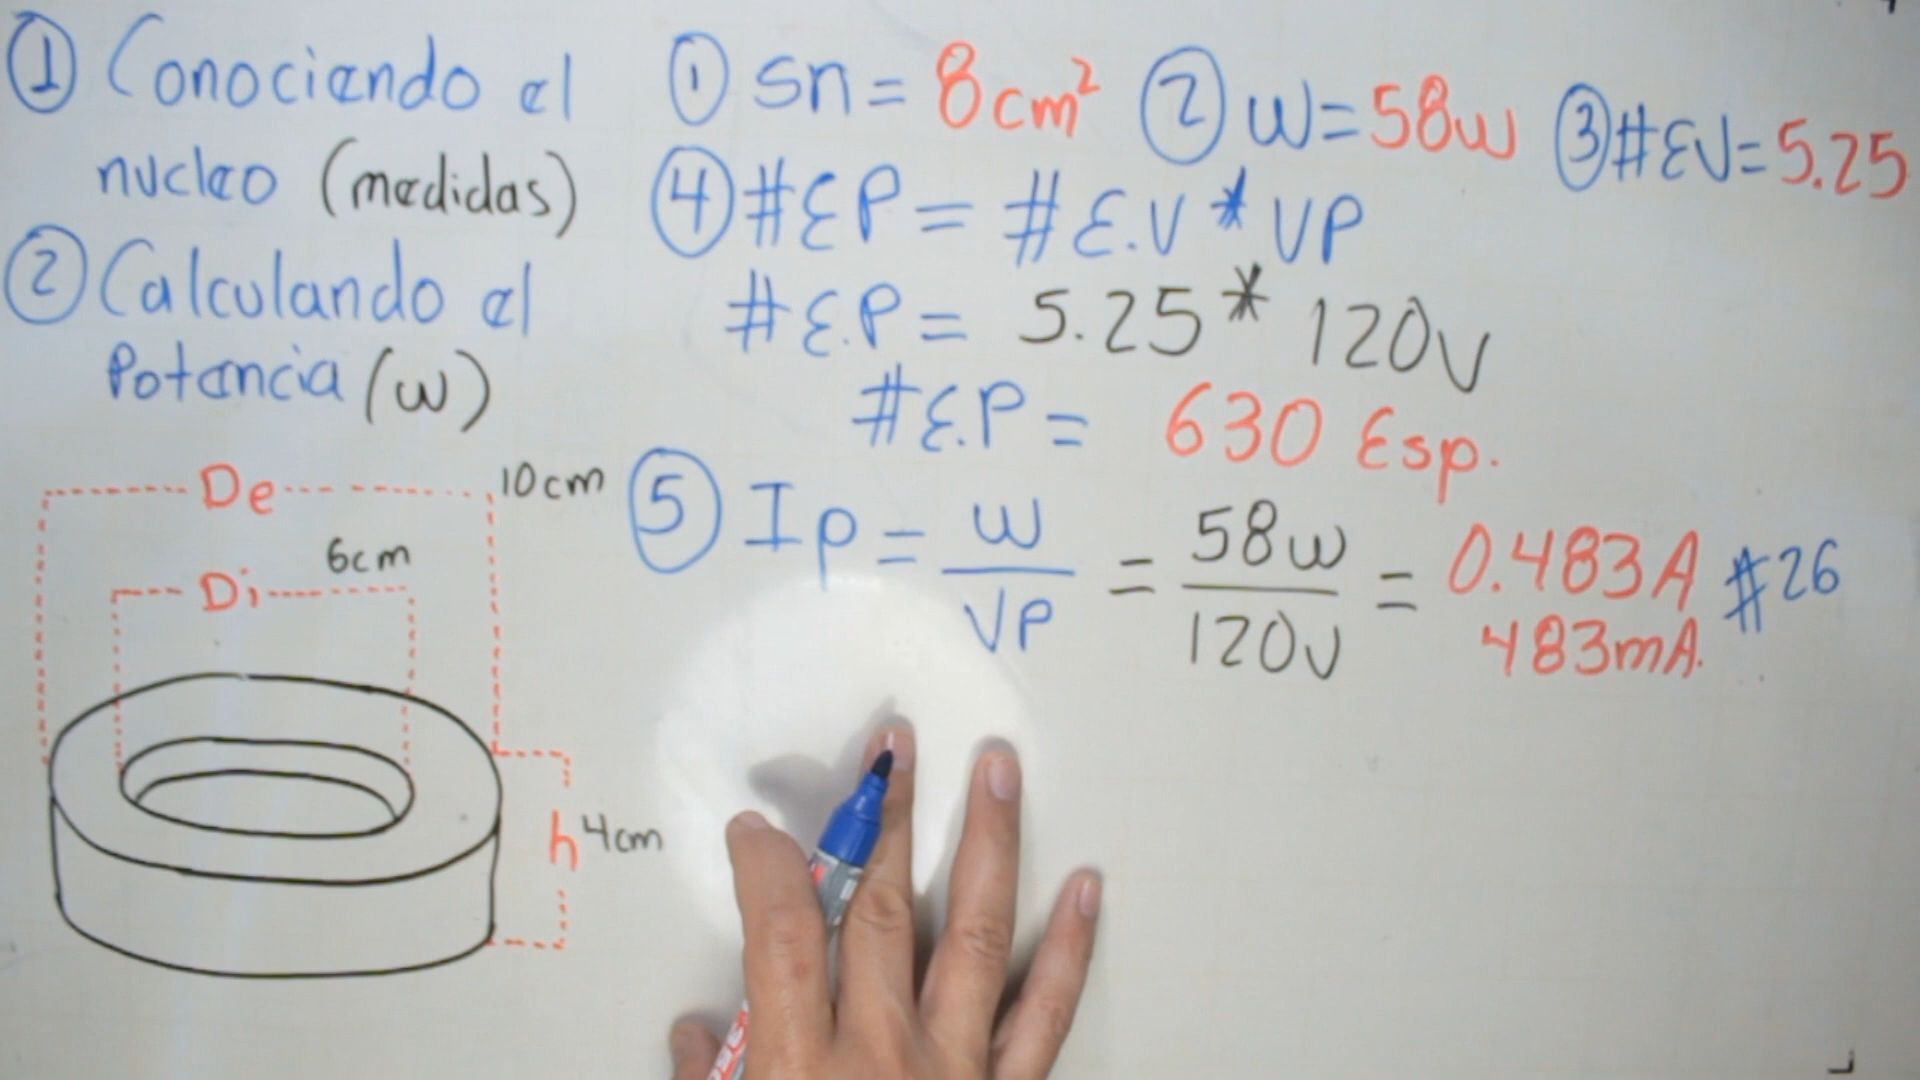 ① Conociendo el
nucleo (medidas)
② Calculando el
Potencia (w)
① Sn = 8cm²
② W = 58w
③ #EV = 5.25
④ #EP = #E.V * VP
#E.P = 5.25 * 120V
#E.P = 630 Esp.
⑤ Ip = W/VP = 58w/120V = 0.483A #26
483mA.
De 10cm
6cm
Di
h 4cm